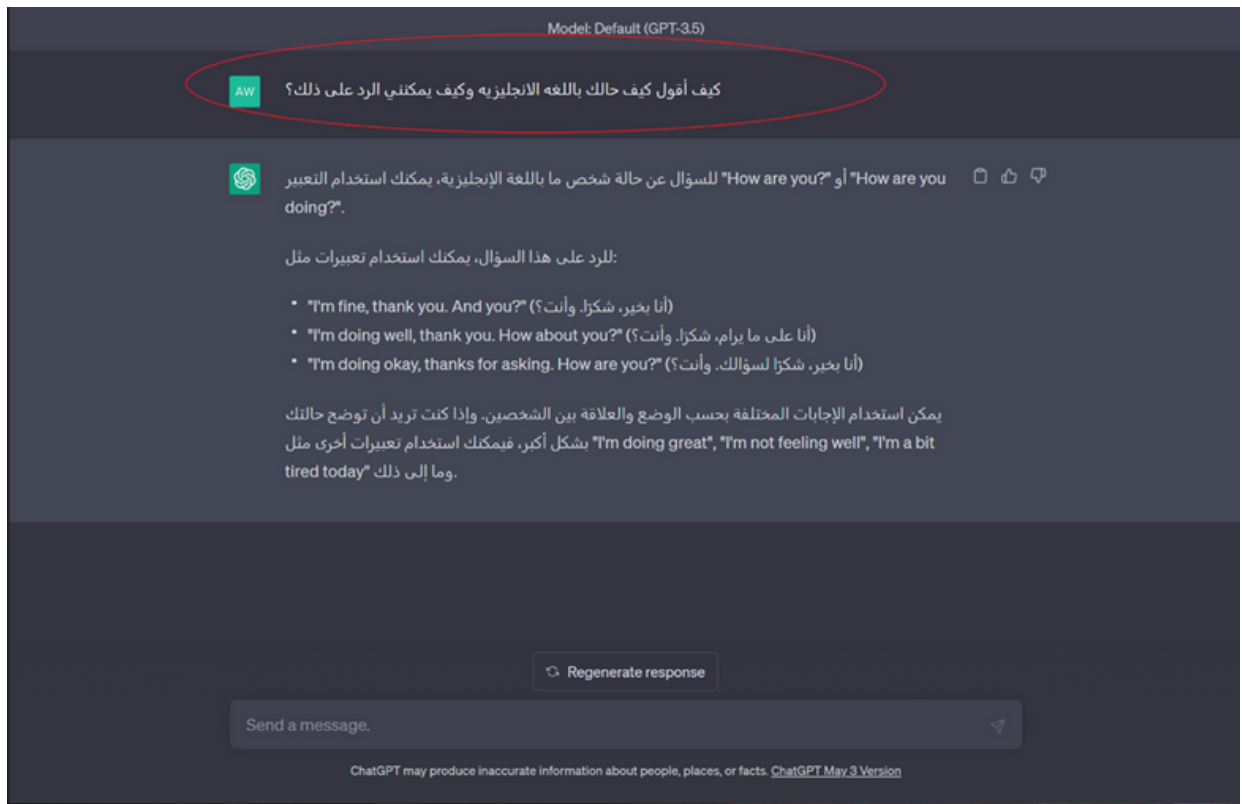 Model: Default (GPT-3.5)
AW
كيف أقول كيف حالك باللغه الانجليزيه وكيف يمكنني الرد على ذلك؟
للسؤال عن حالة شخص ما باللغة الإنجليزية، يمكنك استخدام التعبير "How are you?" أو "How are you
doing?".
للرد على هذا السؤال، يمكنك استخدام تعبيرات مثل:
• "I'm fine, thank you. And you?" (أنا بخير، شكرًا. وأنت؟)
• "I'm doing well, thank you. How about you?" (أنا على ما يرام، شكرًا. وأنت؟)
• "I'm doing okay, thanks for asking. How are you?" (أنا بخير، شكرًا لسؤالك. وأنت؟)
يمكن استخدام الإجابات المختلفة بحسب الوضع والعلاقة بين الشخصين. وإذا كنت تريد أن توضح حالتك
بشكل أكبر، فيمكنك استخدام تعبيرات أخرى مثل "I'm doing great", "I'm not feeling well", "I'm a bit
tired today" وما إلى ذلك.
Regenerate response
Send a message.
ChatGPT may produce inaccurate information about people, places, or facts. ChatGPT May 3 Version